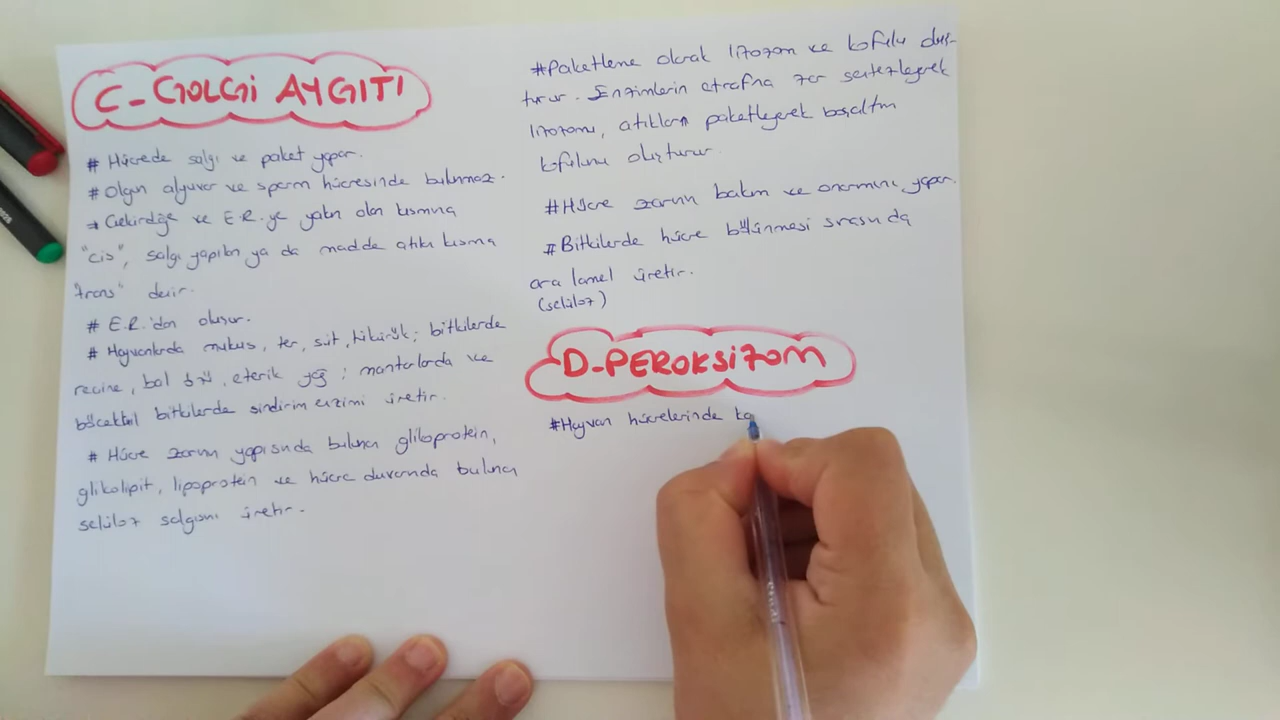 C-GOLGİ AYGITI
# Hücrede salgı ve paket yapar.
# Olgun alyuvar ve sperm hücresinde bulunmaz.
→ Çekirdeğe ve E.R.ye yakın olan kısmına
"cis", salgı yapılan ya da madde atılan kısma
"trans" denir.
# E.R.'dan oluşur.
# Hayvanlarda mukus, ter, süt, tükürük; bitkilerde
reçine, bal özü, eterik yağ; mantarlarda ve
böcekçil bitkilerde sindirim enzimi üretir.
# Hücre zarının yapısında bulunan glikoprotein,
glikolipit, lipoprotein ve hücre duvarında bulunan
selüloz salgısını üretir.
#Paketleme olarak lizozom ve kofulu oluş-
turur. Enzimlerin etrafına zar sentezleyerek
lizozomu, atıkları paketleyerek boşaltım
kofulunu oluşturur.
#Hücre zarının bakım ve onarımını yapar.
#Bitkilerde hücre bölünmesi sırasında
ara lamel üretir.
(selüloz)
D-PEROKSİZOM
#Hayvan hücrelerinde ka